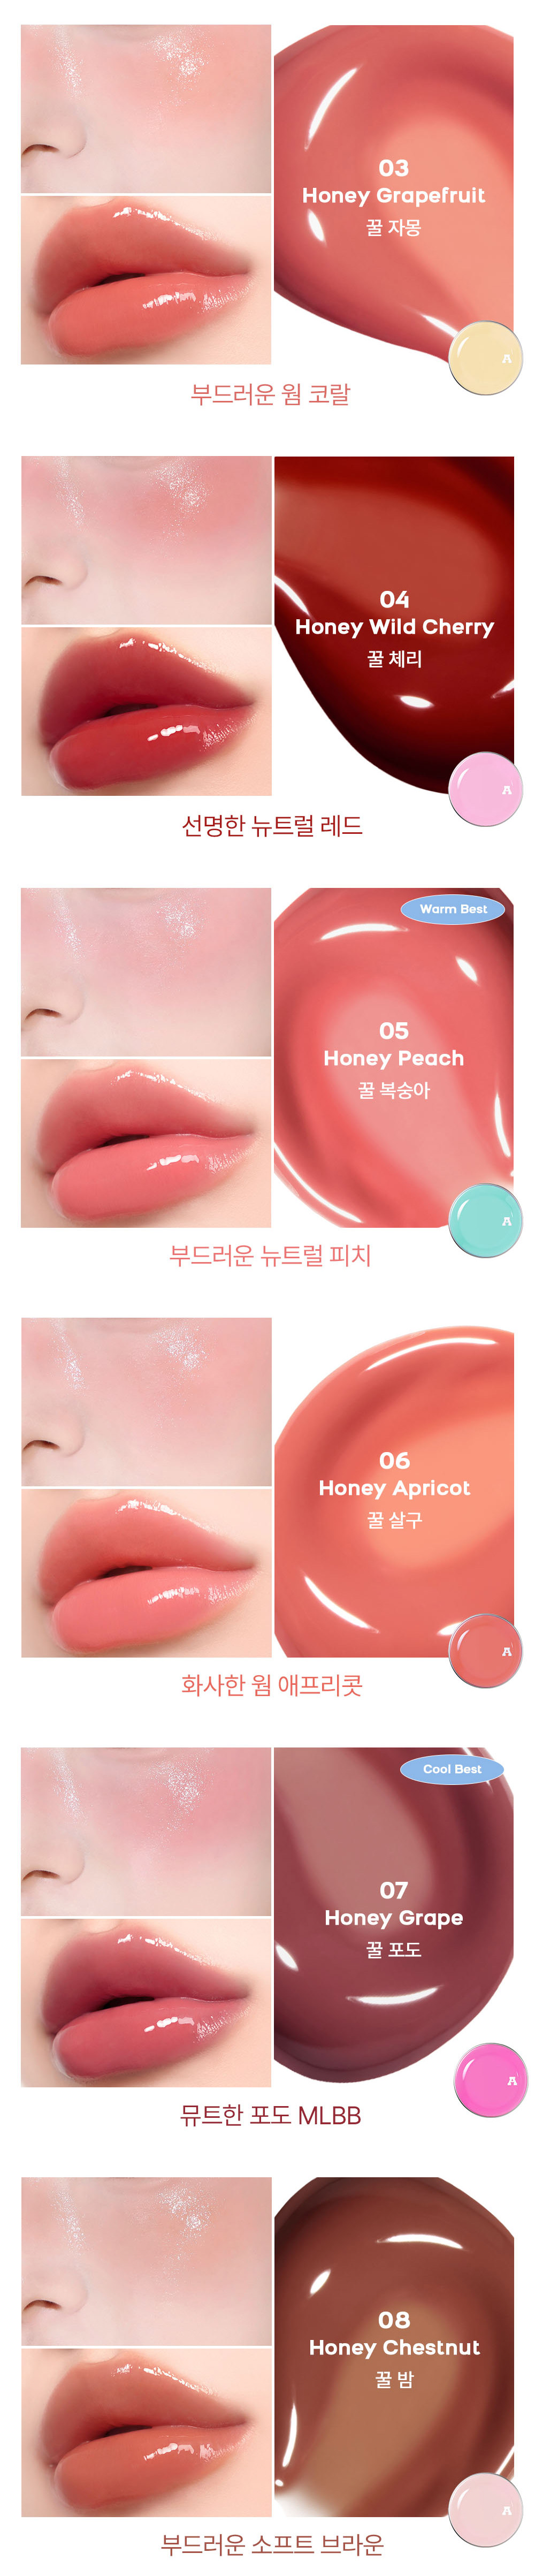 03
Honey Grapefruit
꿀 자몽
A
부드러운 웜 코랄
04
Honey Wild Cherry
꿀 체리
A
선명한 뉴트럴 레드
Warm Best
05
Honey Peach
꿀 복숭아
A
부드러운 뉴트럴 피치
06
Honey Apricot
꿀 살구
A
화사한 웜 애프리콧
Cool Best
07
Honey Grape
꿀 포도
A
뮤트한 포도 MLBB
08
Honey Chestnut
꿀 밤
A
부드러운 소프트 브라운